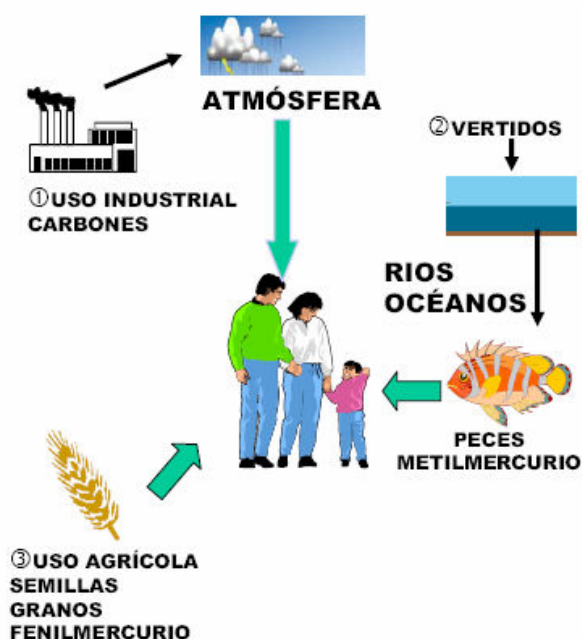 ATMÓSFERA
①USO INDUSTRIAL
CARBONES
②VERTIDOS
RIOS
OCÉANOS
PECES
METILMERCURIO
③USO AGRÍCOLA
SEMILLAS
GRANOS
FENILMERCURIO